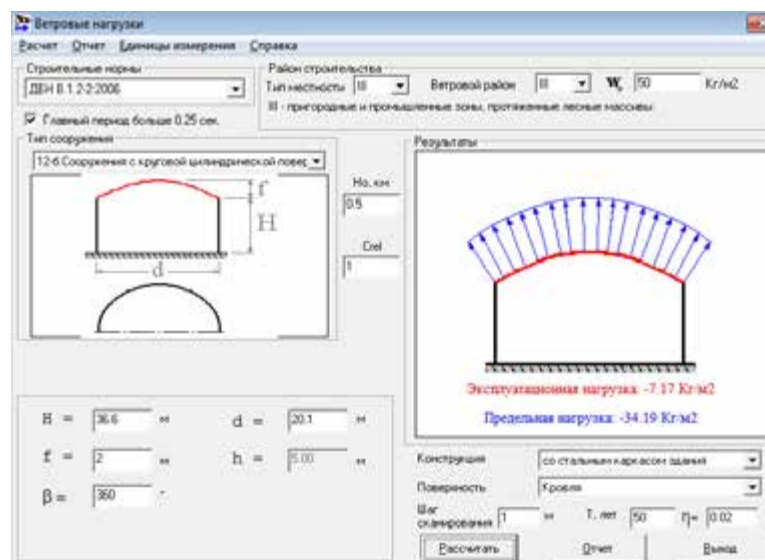 Ветровые нагрузки
Расчет Отчет Единицы измерения Справка
Строительные нормы
ДБН В.1.2-2:2006
Главный период больше 0.25 сек.
Район строительства
Тип местности III Ветровой район III W₀ 50 Кг/м2
III - пригородные и промышленные зоны, протяженные лесные массивы
Тип сооружения
12-б.Сооружения с круговой цилиндрической повер
f
H
d
Ho, км
0.5
Crel
1
Результаты
Эксплуатационная нагрузка: -7.17 Кг/м2
Предельная нагрузка: -34.19 Кг/м2
H = 36.6 м d = 20.1 м
f = 2 м h = 5.00 м
β = 360 °
Конструкция со стальным каркасом здания
Поверхность Кровля
Шаг сканирования 1 м Т, лет 50 η= 0.02
Рассчитать Отчет Выход